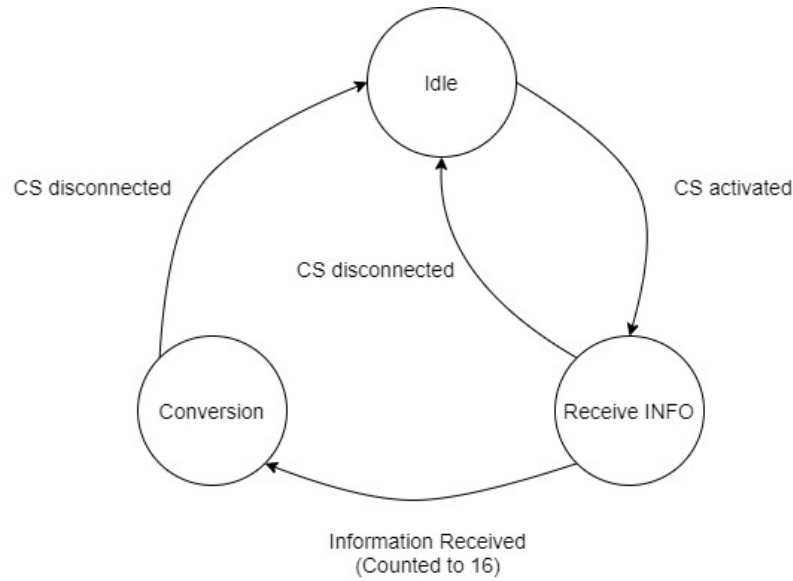 Idle
CS disconnected
CS activated
CS disconnected
Conversion
Receive INFO
Information Received
(Counted to 16)